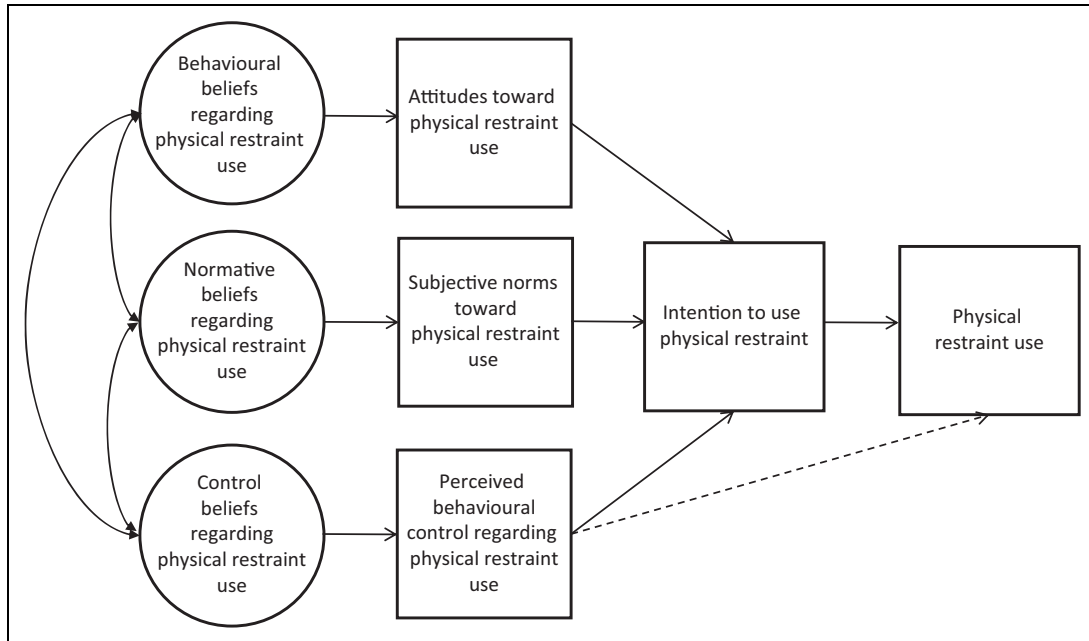 Behavioural
beliefs
regarding
physical restraint
use
Attitudes toward
physical restraint
use
Normative
beliefs
regarding
physical restraint
use
Subjective norms
toward
physical restraint
use
Intention to use
physical restraint
Physical
restraint use
Control
beliefs
regarding
physical restraint
use
Perceived
behavioural
control regarding
physical restraint
use